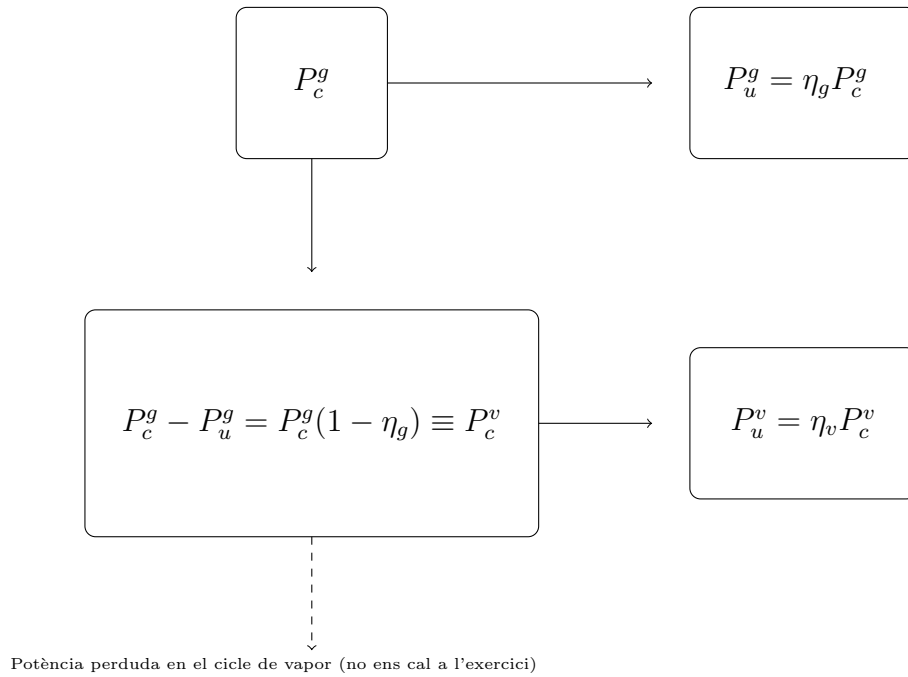 $P_c^g$
$P_u^g = \eta_g P_c^g$
$P_c^g - P_u^g = P_c^g(1 - \eta_g) \equiv P_c^v$
$P_u^v = \eta_v P_c^v$
Potència perduda en el cicle de vapor (no ens cal a l'exercici)